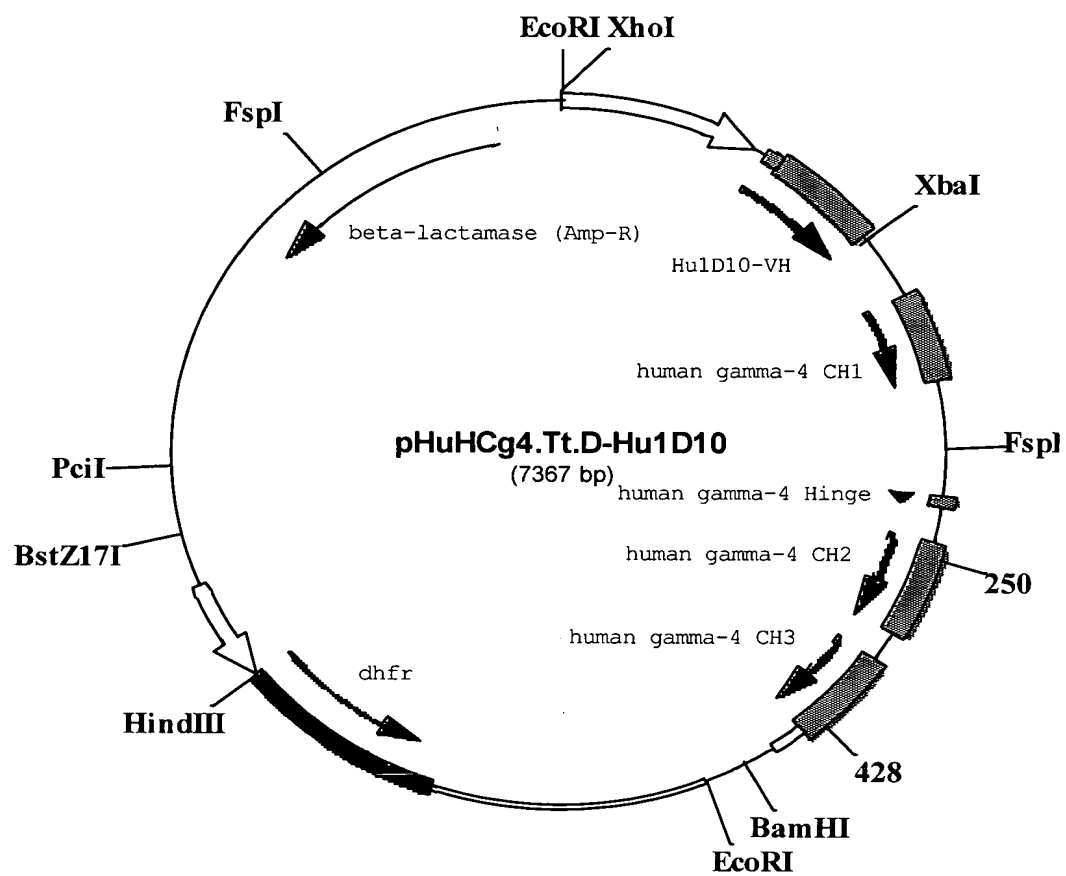 EcoRI XhoI
FspI
XbaI
beta-lactamase (Amp-R)
Hu1D10-VH
human gamma-4 CH1
pHuHCg4.Tt.D-Hu1D10
(7367 bp)
FspI
PciI
human gamma-4 Hinge
BstZ17I
human gamma-4 CH2
250
human gamma-4 CH3
dhfr
HindIII
428
BamHI
EcoRI